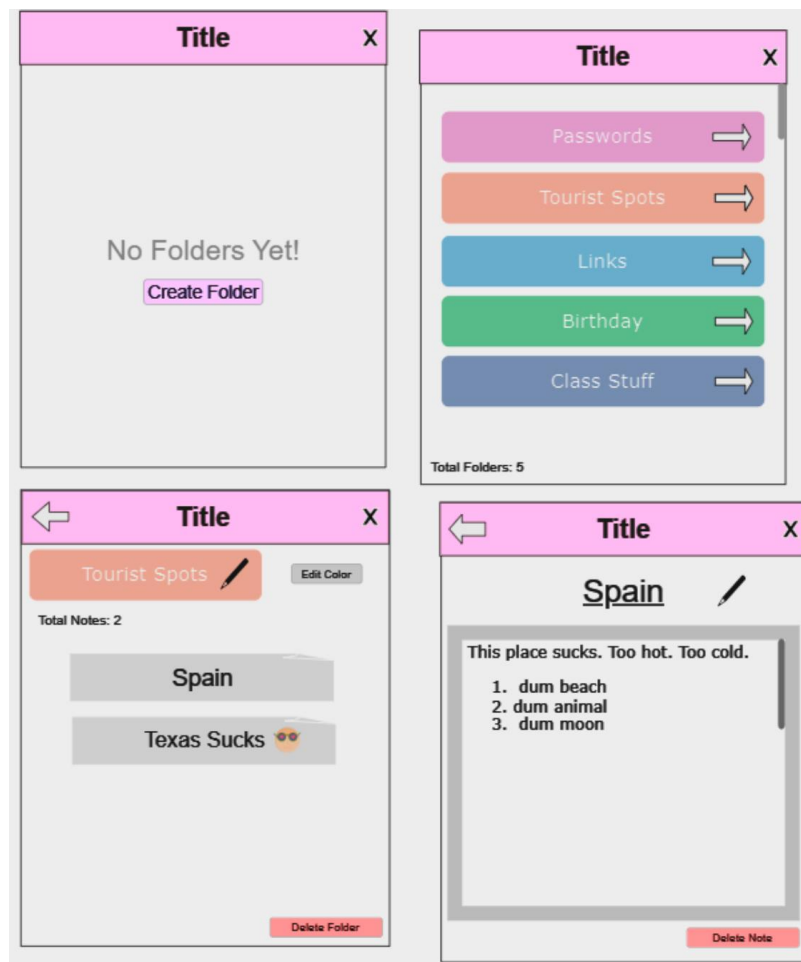 Title X
No Folders Yet!
Create Folder
Title X
Passwords
Tourist Spots
Links
Birthday
Class Stuff
Total Folders: 5
Title X
Tourist Spots
Edit Color
Total Notes: 2
Spain
Texas Sucks
Delete Folder
Title X
Spain
This place sucks. Too hot. Too cold.
1. dum beach
2. dum animal
3. dum moon
Delete Note